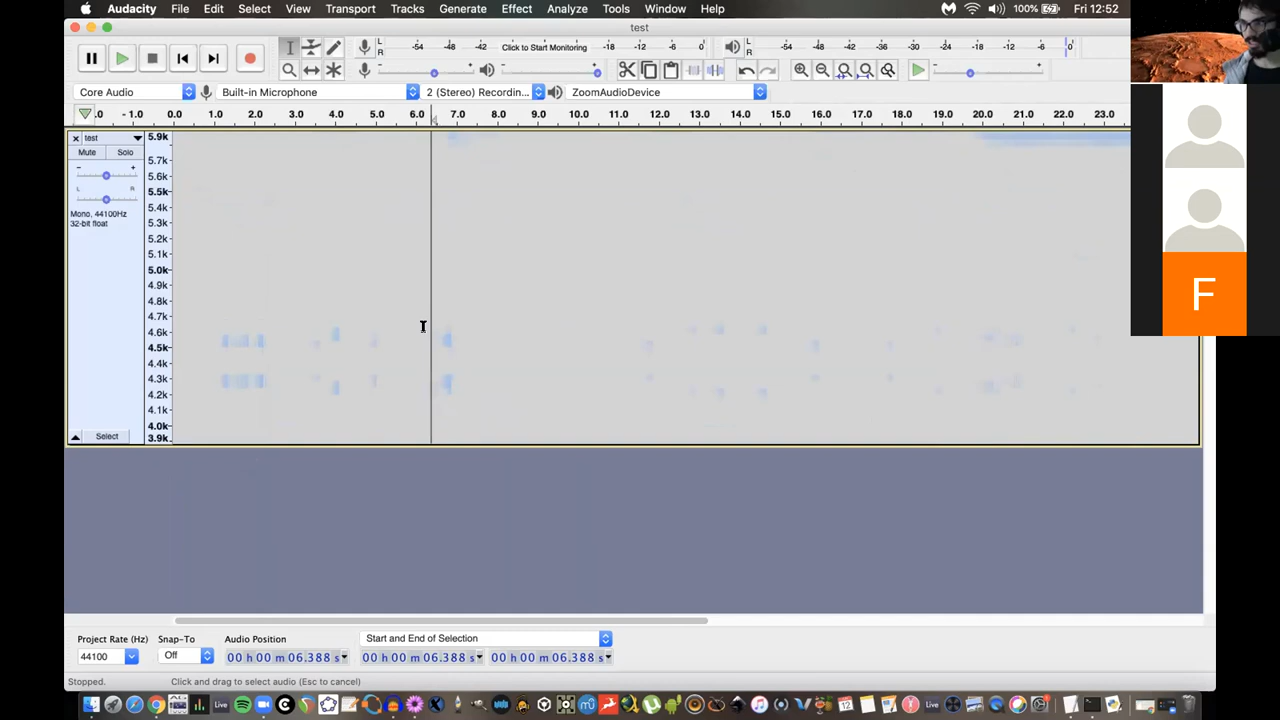 Audacity File Edit Select View Transport Tracks Generate Effect Analyze Tools Window Help 100% Fri 12:52
test
L R -54 -48 -42 Click to Start Monitoring -18 -12 -6 0 L R -54 -48 -42 -36 -30 -24 -18 -12 -6 0
Core Audio Built-in Microphone 2 (Stereo) Recordin... ZoomAudioDevice
.0 -1.0 0.0 1.0 2.0 3.0 4.0 5.0 6.0 7.0 8.0 9.0 10.0 11.0 12.0 13.0 14.0 15.0 16.0 17.0 18.0 19.0 20.0 21.0 22.0 23.0
x test 5.9k
Mute Solo
5.7k
- +
5.6k
L R
5.5k
5.4k
Mono, 44100Hz
32-bit float
5.3k
5.2k
5.1k
5.0k
4.9k
4.8k
4.7k
4.6k
4.5k
4.4k
4.3k
4.2k
4.1k
4.0k
Select 3.9k
F
Project Rate (Hz) Snap-To Audio Position Start and End of Selection
44100 Off 00 h 00 m 06.388 s 00 h 00 m 06.388 s 00 h 00 m 06.388 s
Stopped. Click and drag to select audio (Esc to cancel)
Live Live